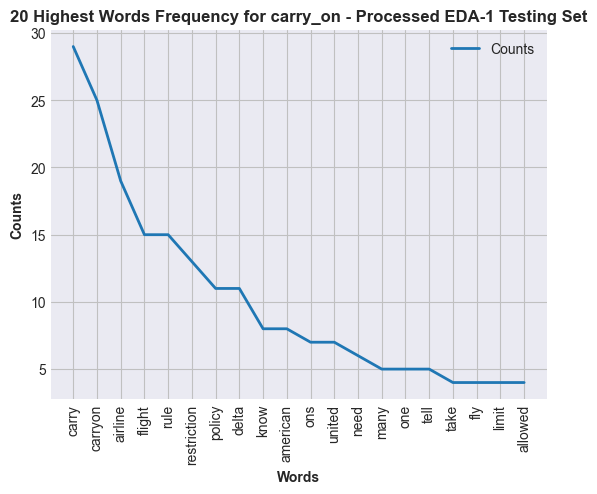 20 Highest Words Frequency for carry_on - Processed EDA-1 Testing Set
Counts
30
25
20
15
10
5
Counts
carry
carryon
airline
flight
rule
restriction
policy
delta
know
american
ons
united
need
many
one
tell
take
fly
limit
allowed
Words